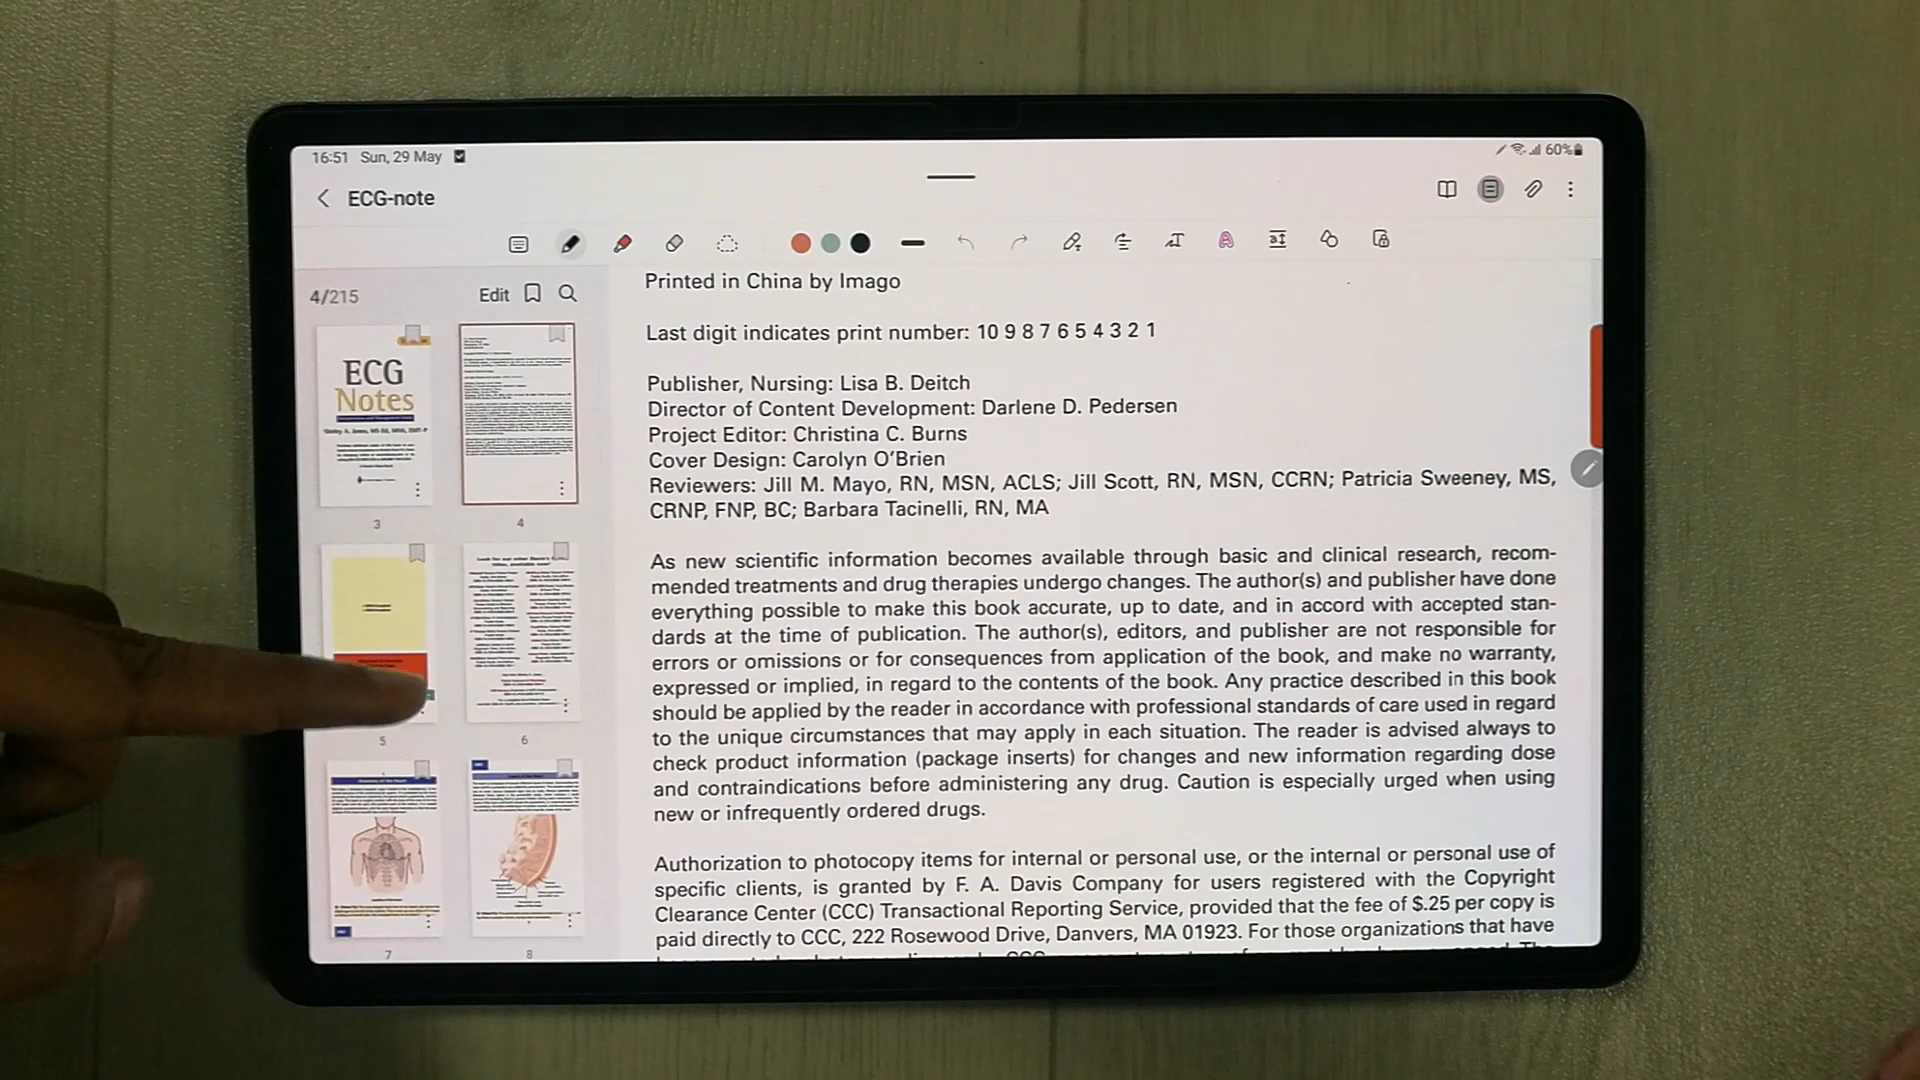 16:51 Sun, 29 May
60%
ECG-note
4/215
Edit
ECG
Notes
3
4
5
6
7
8
Printed in China by Imago
Last digit indicates print number: 10 9 8 7 6 5 4 3 2 1
Publisher, Nursing: Lisa B. Deitch
Director of Content Development: Darlene D. Pedersen
Project Editor: Christina C. Burns
Cover Design: Carolyn O'Brien
Reviewers: Jill M. Mayo, RN, MSN, ACLS; Jill Scott, RN, MSN, CCRN; Patricia Sweeney, MS,
CRNP, FNP, BC; Barbara Tacinelli, RN, MA
As new scientific information becomes available through basic and clinical research, recom-
mended treatments and drug therapies undergo changes. The author(s) and publisher have done
everything possible to make this book accurate, up to date, and in accord with accepted stan-
dards at the time of publication. The author(s), editors, and publisher are not responsible for
errors or omissions or for consequences from application of the book, and make no warranty,
expressed or implied, in regard to the contents of the book. Any practice described in this book
should be applied by the reader in accordance with professional standards of care used in regard
to the unique circumstances that may apply in each situation. The reader is advised always to
check product information (package inserts) for changes and new information regarding dose
and contraindications before administering any drug. Caution is especially urged when using
new or infrequently ordered drugs.
Authorization to photocopy items for internal or personal use, or the internal or personal use of
specific clients, is granted by F. A. Davis Company for users registered with the Copyright
Clearance Center (CCC) Transactional Reporting Service, provided that the fee of $.25 per copy is
paid directly to CCC, 222 Rosewood Drive, Danvers, MA 01923. For those organizations that have